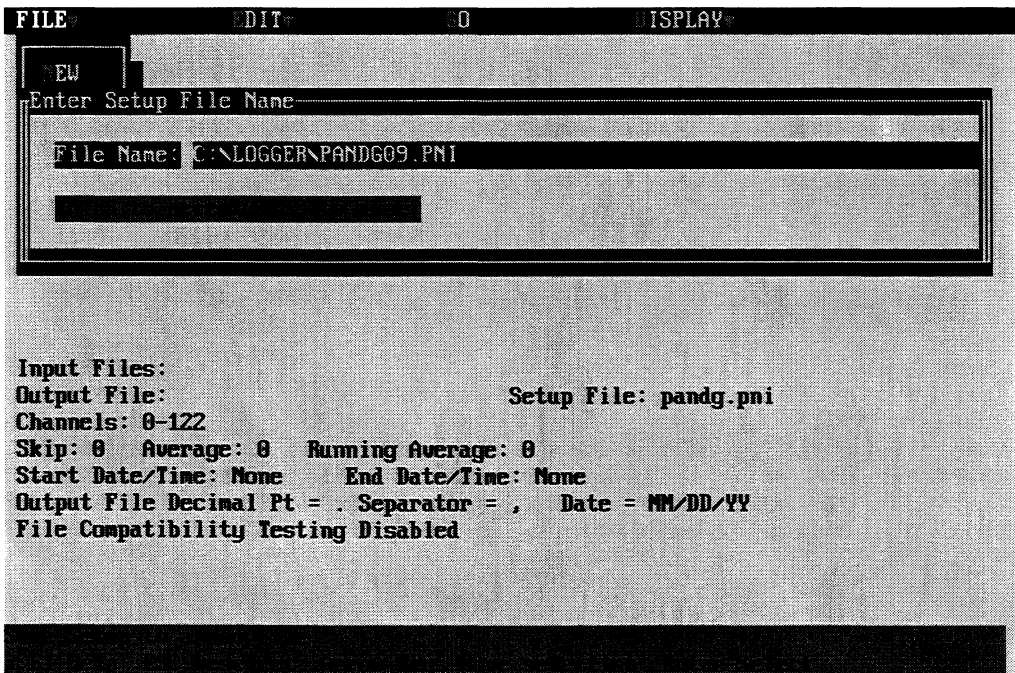 FILE EDIT GO DISPLAY
NEW
Enter Setup File Name
File Name: C:\LOGGER\PANDG09.PNI
Input Files:
Output File: Setup File: pandg.pni
Channels: 0-122
Skip: 0 Average: 0 Running Average: 0
Start Date/Time: None End Date/Time: None
Output File Decimal Pt = . Separator = , Date = MM/DD/YY
File Compatibility Testing Disabled